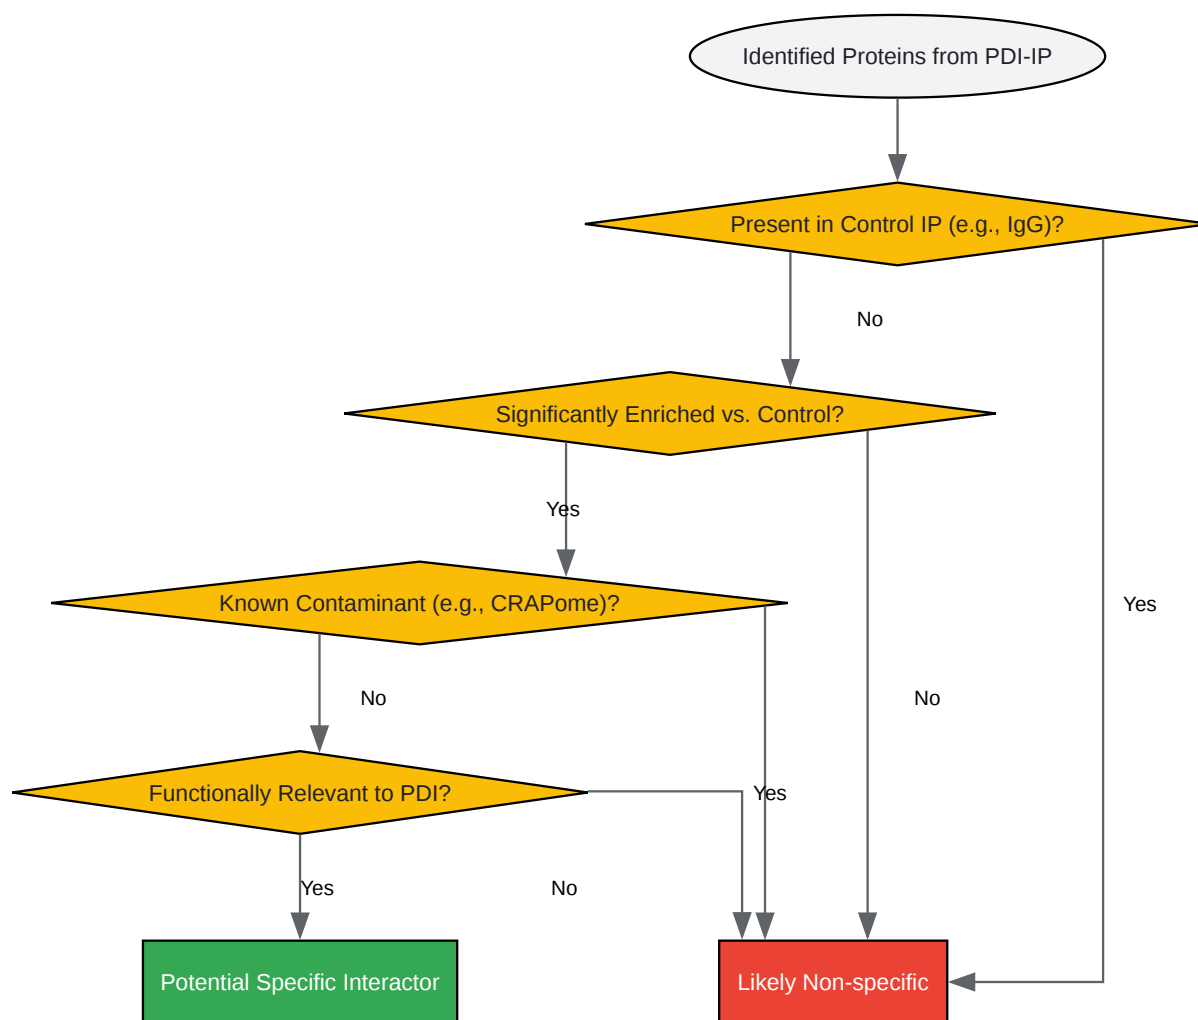 Identified Proteins from PDI-IP
Present in Control IP (e.g., IgG)?
No
Significantly Enriched vs. Control?
Yes
Known Contaminant (e.g., CRAPome)?
Yes
No
No
Functionally Relevant to PDI?
Yes
Yes
No
Potential Specific Interactor
Likely Non-specific